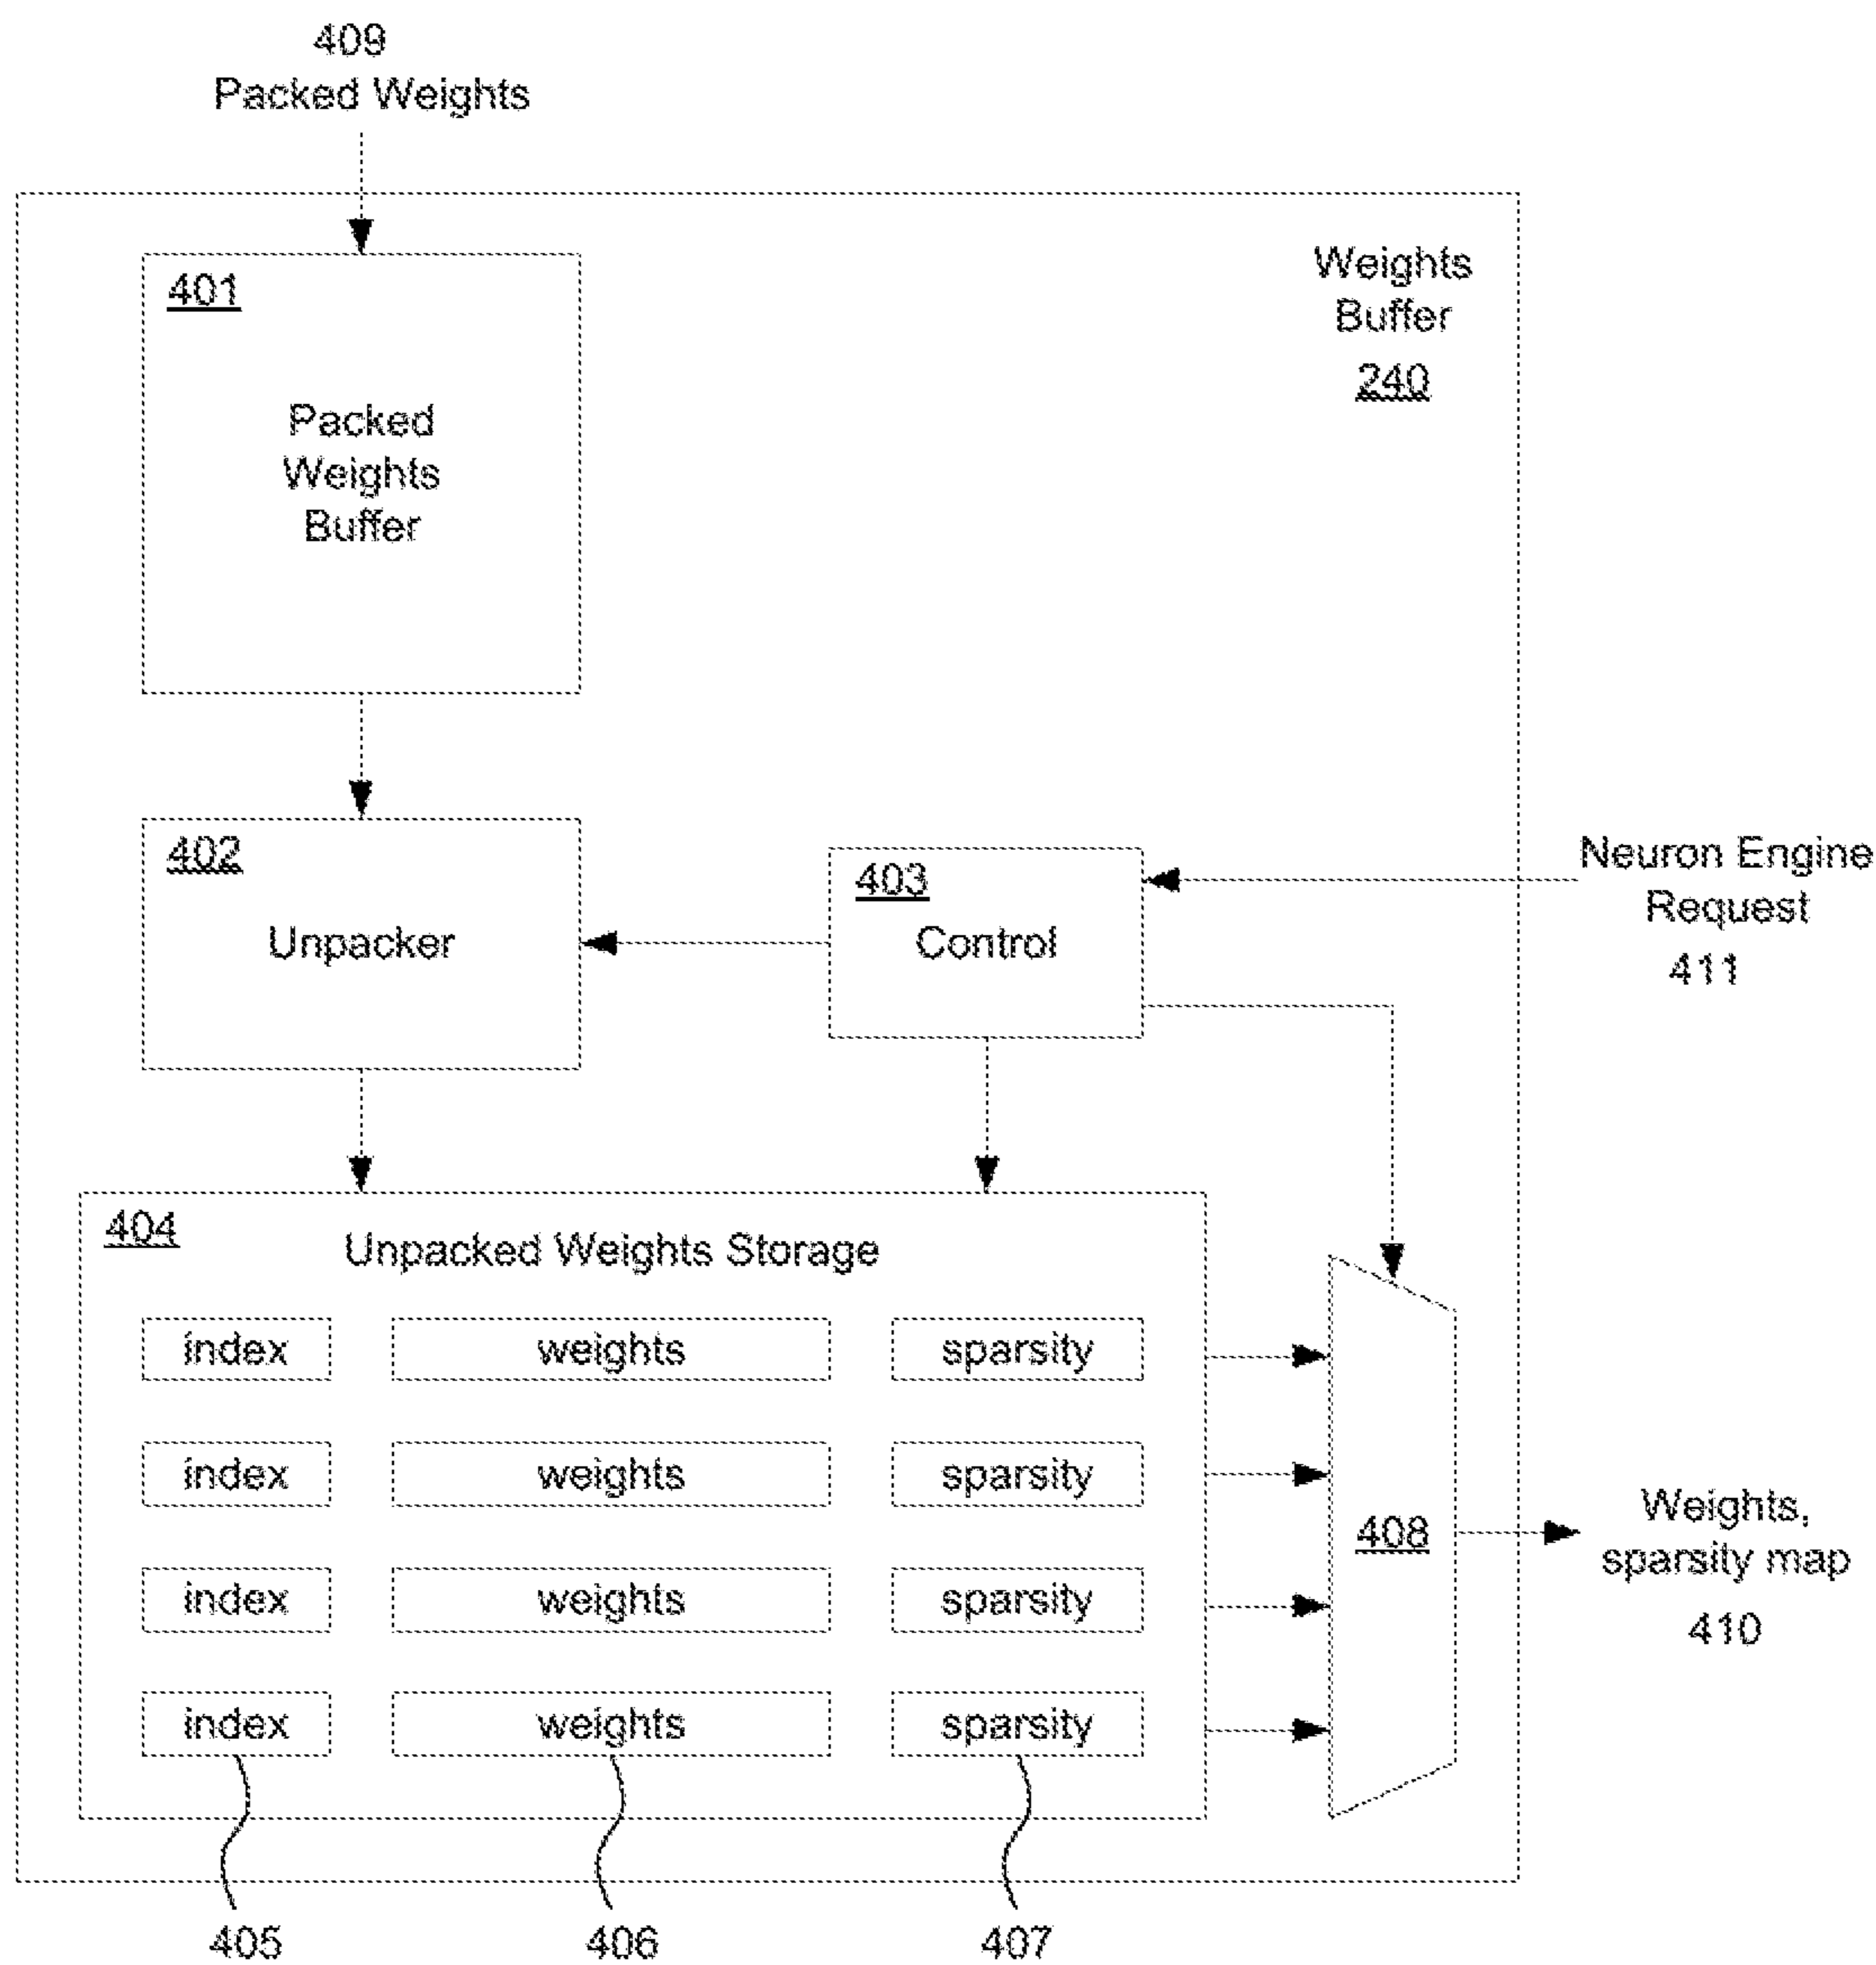 409
Packed Weights
Weights
Buffer
240
401
Packed
Weights
Buffer
402
Unpacker
403
Control
Neuron Engine
Request
411
404
Unpacked Weights Storage
index weights sparsity
index weights sparsity
index weights sparsity
index weights sparsity
408
Weights,
sparsity map
410
405 406 407